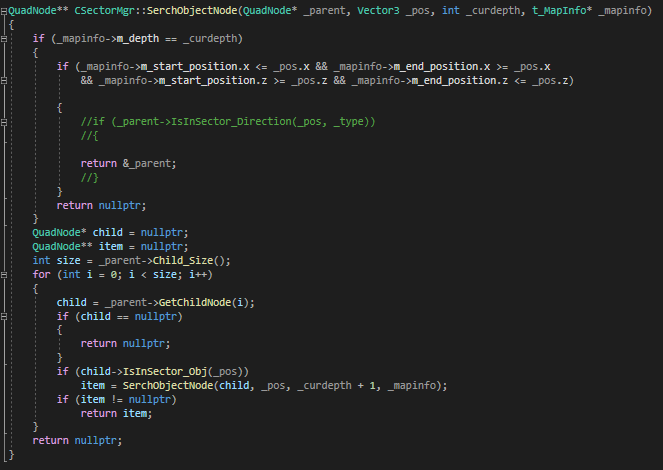 QuadNode** CSectorMgr::SerchObjectNode(QuadNode* _parent, Vector3 _pos, int _curdepth, t_MapInfo* _mapinfo)
{
    if (_mapinfo->m_depth == _curdepth)
    {
        if (_mapinfo->m_start_position.x <= _pos.x && _mapinfo->m_end_position.x >= _pos.x
            && _mapinfo->m_start_position.z >= _pos.z && _mapinfo->m_end_position.z <= _pos.z)
        {
            //if (_parent->IsInSector_Direction(_pos, _type))
            //{
            return &_parent;
            //}
        }
        return nullptr;
    }
    QuadNode* child = nullptr;
    QuadNode** item = nullptr;
    int size = _parent->Child_Size();
    for (int i = 0; i < size; i++)
    {
        child = _parent->GetChildNode(i);
        if (child == nullptr)
        {
            return nullptr;
        }
        if (child->IsInSector_Obj(_pos))
            item = SerchObjectNode(child, _pos, _curdepth + 1, _mapinfo);
        if (item != nullptr)
            return item;
    }
    return nullptr;
}